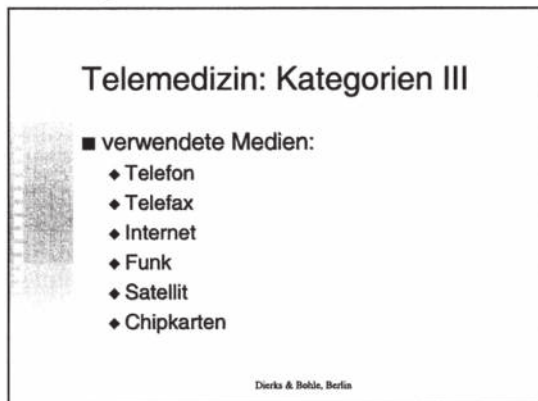 Telemedizin: Kategorien III
■ verwendete Medien:
◆ Telefon
◆ Telefax
◆ Internet
◆ Funk
◆ Satellit
◆ Chipkarten
Dierks & Bohle, Berlin